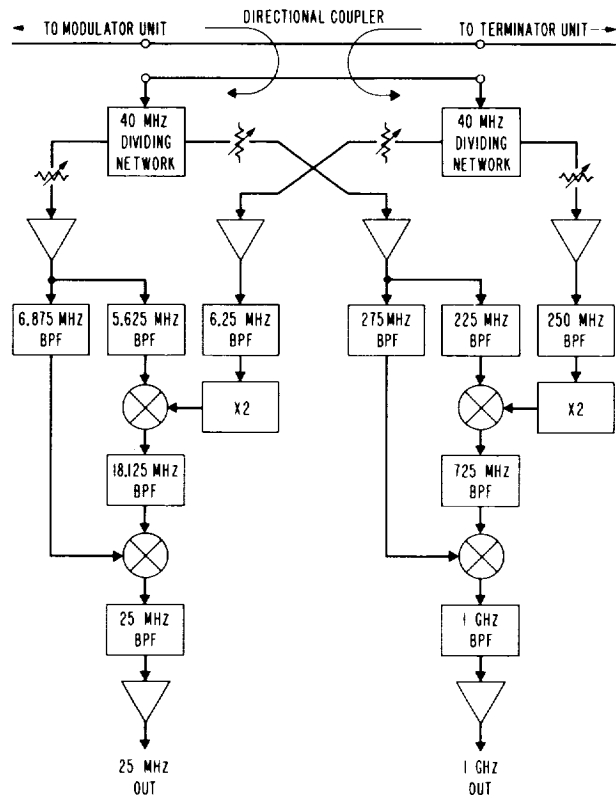 DIRECTIONAL COUPLER
TO MODULATOR UNIT
TO TERMINATOR UNIT
40 MHz
DIVIDING
NETWORK
40 MHz
DIVIDING
NETWORK
6.875 MHz
BPF
5.625 MHz
BPF
6.25 MHz
BPF
275MHz
BPF
225 MHz
BPF
250 MHz
BPF
X2
X2
18.125 MHz
BPF
725 MHz
BPF
25 MHz
BPF
1 GHz
BPF
25 MHz
OUT
1 GHz
OUT